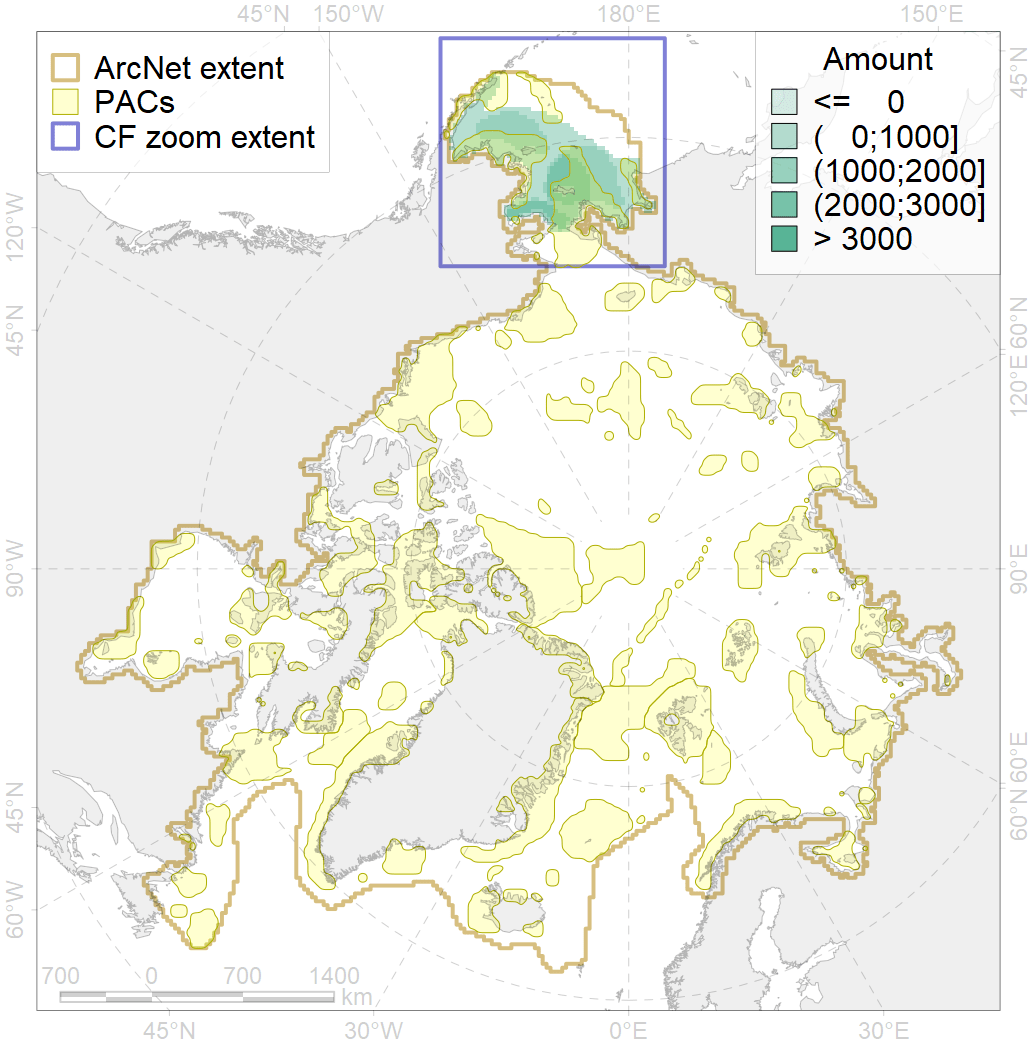 45°N 150°W 180°E 150°E
ArcNet extent
PACs
CF zoom extent
Amount
<= 0
( 0;1000]
(1000;2000]
(2000;3000]
> 3000
45°N
120°W
60°N
45°N
120°E
90°W
90°E
60°E
45°N
60°N
60°W
700 0 700 1400
km
45°N 30°W 0°E 30°E